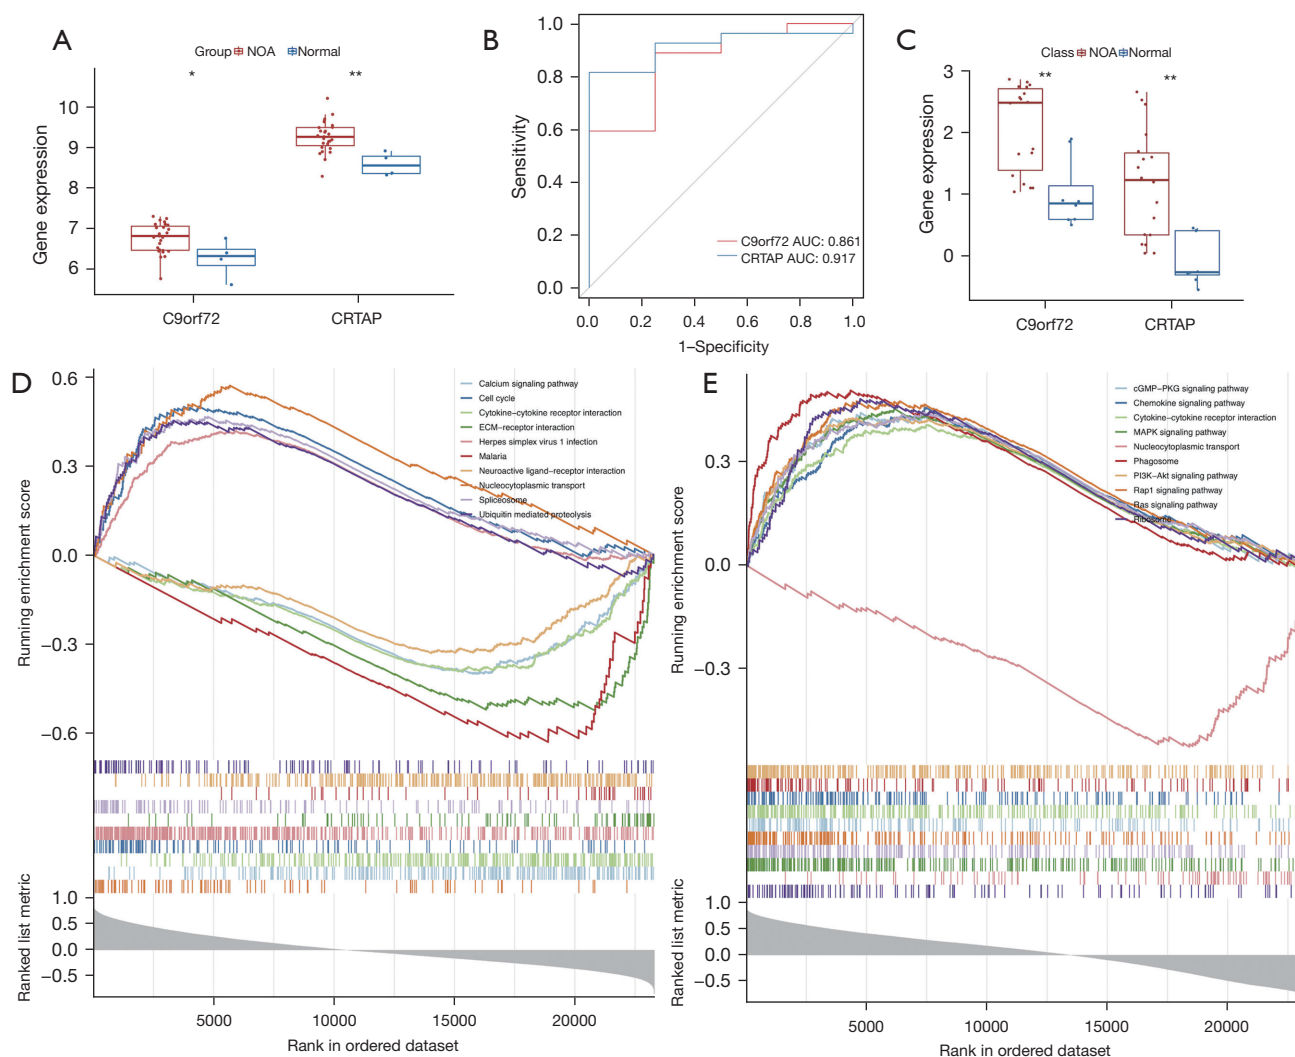 A
Group NOA Normal
*
**
Gene expression
10
9
8
7
6
C9orf72
CRTAP
B
Sensitivity
1.0
0.8
0.6
0.4
0.2
0.0
C9orf72 AUC: 0.861
CRTAP AUC: 0.917
0.0 0.2 0.4 0.6 0.8 1.0
1–Specificity
C
Class NOA Normal
**
**
Gene expression
3
2
1
0
C9orf72
CRTAP
D
Running enrichment score
0.6
0.3
0.0
−0.3
−0.6
Calcium signaling pathway
Cell cycle
Cytokine–cytokine receptor interaction
ECM–receptor interaction
Herpes simplex virus 1 infection
Malaria
Neuroactive ligand–receptor interaction
Nucleocytoplasmic transport
Spliceosome
Ubiquitin mediated proteolysis
Ranked list metric
1.0
0.5
0.0
−0.5
5000 10000 15000 20000
Rank in ordered dataset
E
Running enrichment score
0.3
0.0
−0.3
cGMP–PKG signaling pathway
Chemokine signaling pathway
Cytokine–cytokine receptor interaction
MAPK signaling pathway
Nucleocytoplasmic transport
Phagosome
PI3K–Akt signaling pathway
Rap1 signaling pathway
Ras signaling pathway
Ribosome
Ranked list metric
1.0
0.5
0.0
−0.5
5000 10000 15000 20000
Rank in ordered dataset